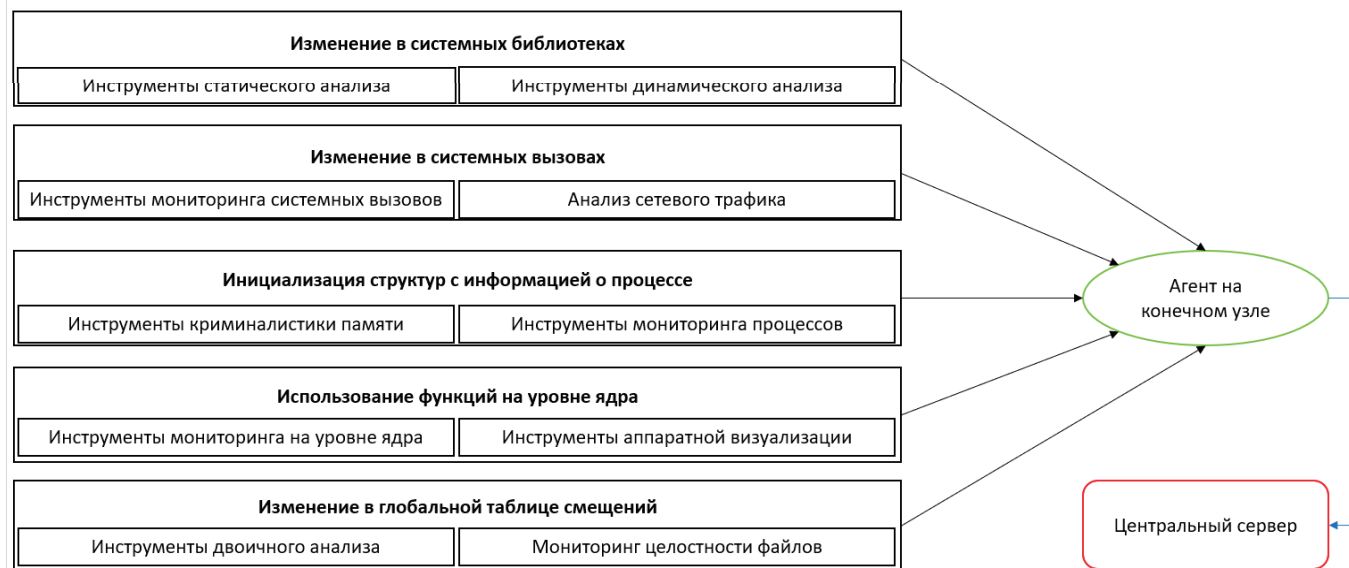 Изменение в системных библиотеках
Инструменты статического анализа
Инструменты динамического анализа
Изменение в системных вызовах
Инструменты мониторинга системных вызовов
Анализ сетевого трафика
Инициализация структур с информацией о процессе
Инструменты криминалистики памяти
Инструменты мониторинга процессов
Использование функций на уровне ядра
Инструменты мониторинга на уровне ядра
Инструменты аппаратной визуализации
Изменение в глобальной таблице смещений
Инструменты двоичного анализа
Мониторинг целостности файлов
Агент на
конечном узле
Центральный сервер